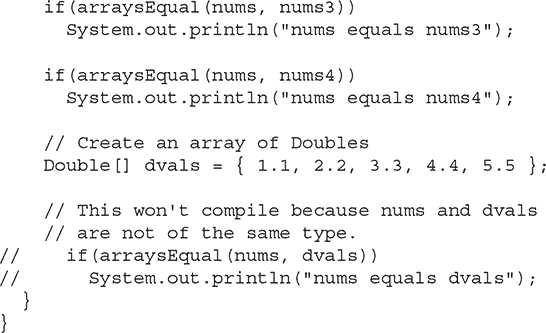 if(arraysEqual(nums, nums3))
System.out.println("nums equals nums3");
if(arraysEqual(nums, nums4))
System.out.println("nums equals nums4");
// Create an array of Doubles
Double[] dvals = { 1.1, 2.2, 3.3, 4.4, 5.5 };
// This won't compile because nums and dvals
// are not of the same type.
// if(arraysEqual(nums, dvals))
// System.out.println("nums equals dvals");
}
}